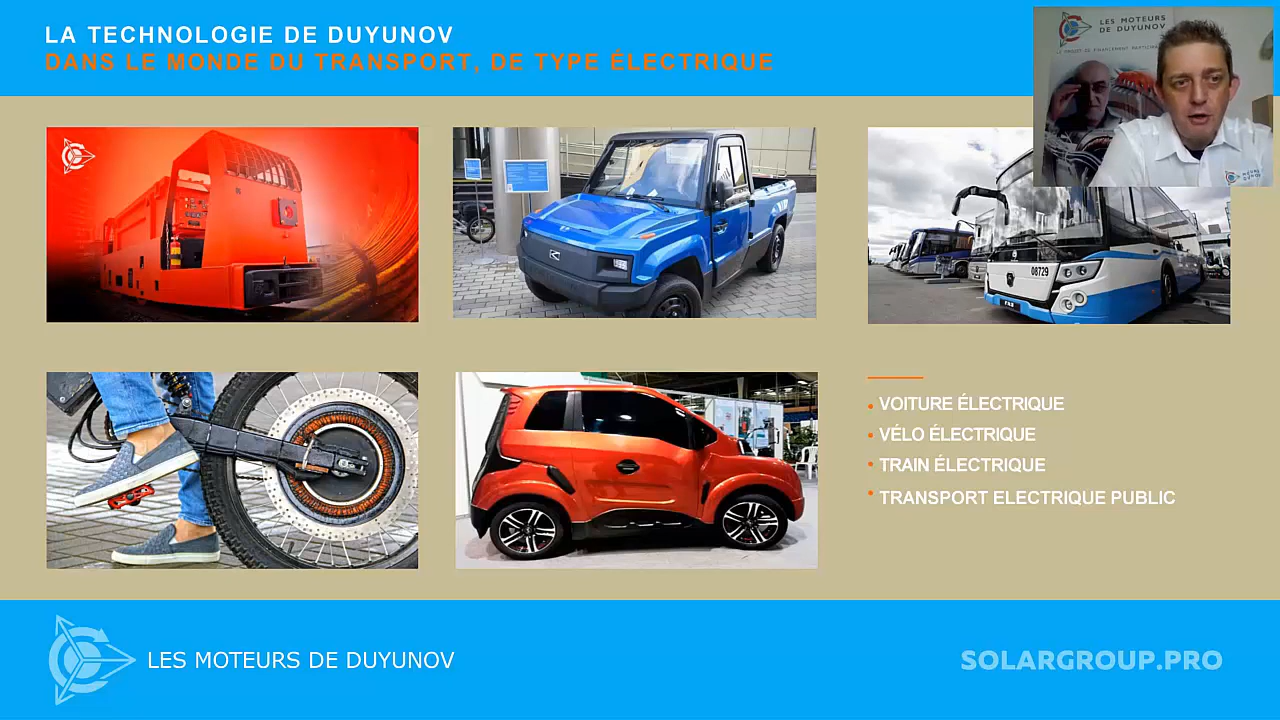 LA TECHNOLOGIE DE DUYUNOV
DANS LE MONDE DU TRANSPORT, DE TYPE ÉLECTRIQUE
LES MOTEURS
DE DUYUNOV
08729
VOITURE ÉLECTRIQUE
VÉLO ÉLECTRIQUE
TRAIN ÉLECTRIQUE
TRANSPORT ELECTRIQUE PUBLIC
LES MOTEURS DE DUYUNOV
SOLARGROUP.PRO